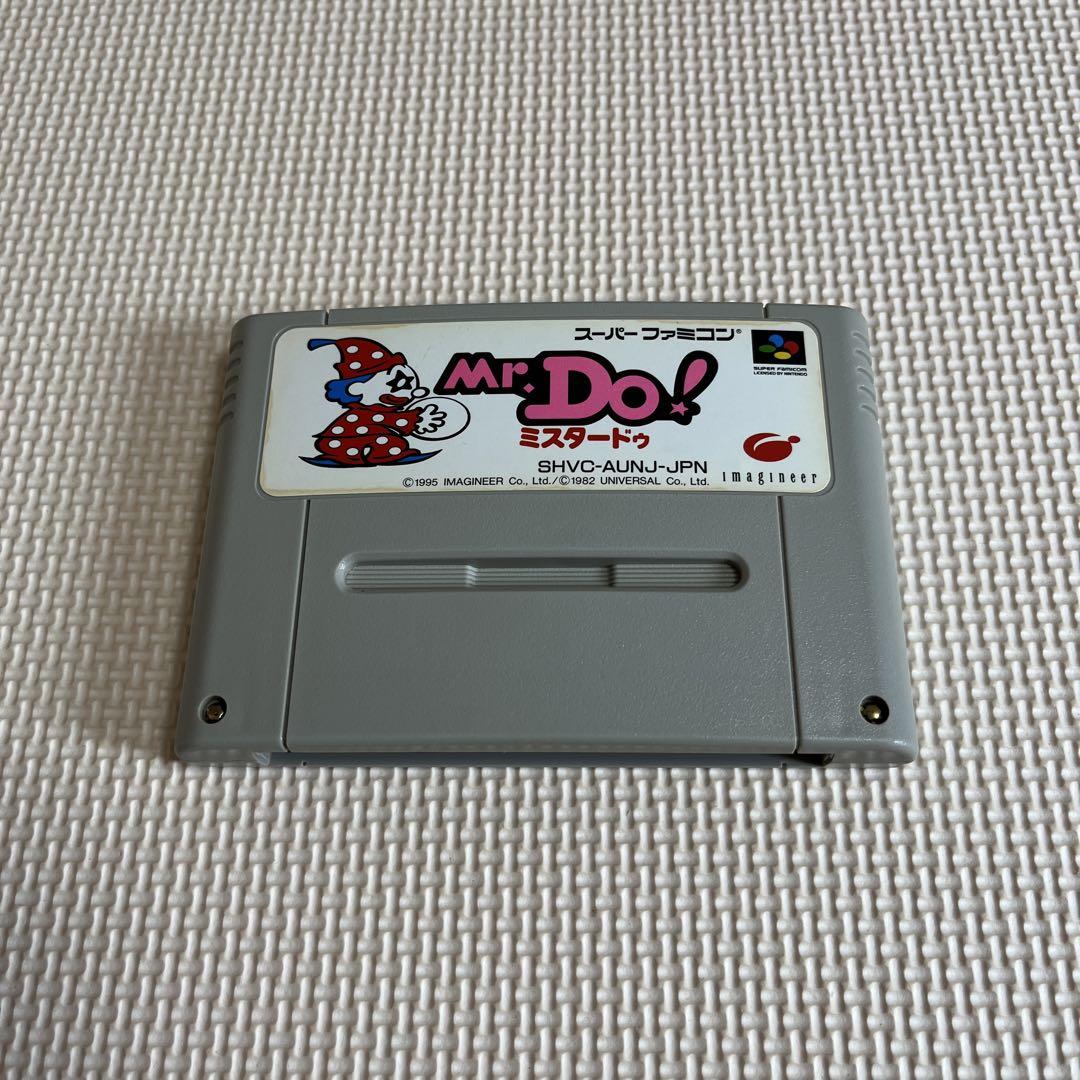 スーパーファミコン®
Mr. Do!
ミスタードゥ
SUPER FAMICOM
LICENSED BY NINTENDO
SHVC-AUNJ-JPN
imagineer
©1995 IMAGINEER Co., Ltd./©1982 UNIVERSAL Co., Ltd.